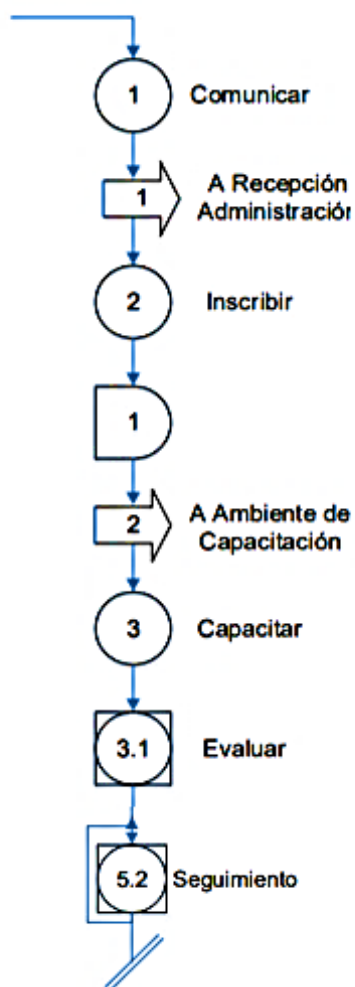 1 Comunicar
1 A Recepción
Administración
2 Inscribir
1
2 A Ambiente de
Capacitación
3 Capacitar
3.1 Evaluar
5.2 Seguimiento